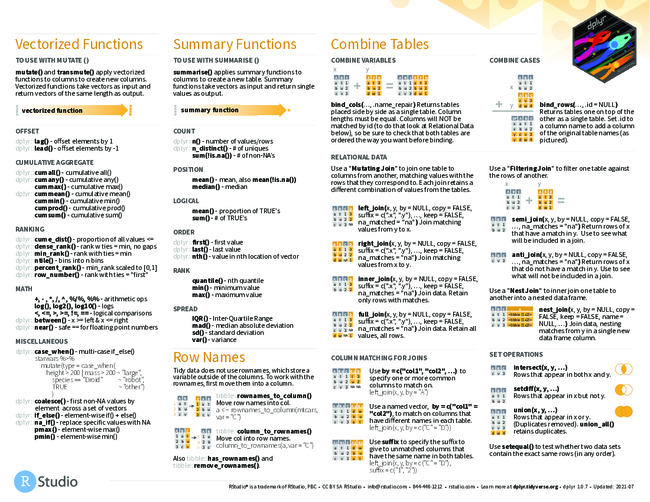 dplyr
Vectorized Functions
TO USE WITH MUTATE ()
mutate() and transmute() apply vectorized
functions to columns to create new columns.
Vectorized functions take vectors as input and
return vectors of the same length as output.
vectorized function
OFFSET
dplyr::lag() - offset elements by 1
dplyr::lead() - offset elements by -1
CUMULATIVE AGGREGATE
dplyr::cumall() - cumulative all()
dplyr::cumany() - cumulative any()
cummax() - cumulative max()
dplyr::cummean() - cumulative mean()
cummin() - cumulative min()
cumprod() - cumulative prod()
cumsum() - cumulative sum()
RANKING
dplyr::cume_dist() - proportion of all values <=
dplyr::dense_rank() - rank w ties = min, no gaps
dplyr::min_rank() - rank with ties = min
dplyr::ntile() - bins into n bins
dplyr::percent_rank() - min_rank scaled to [0,1]
dplyr::row_number() - rank with ties = "first"
MATH
+, -, *, /, ^, %/%, %% - arithmetic ops
log(), log2(), log10() - logs
<, <=, >, >=, !=, == - logical comparisons
dplyr::between() - x >= left & x <= right
dplyr::near() - safe == for floating point numbers
MISCELLANEOUS
dplyr::case_when() - multi-case if_else()
starwars %>%
mutate(type = case_when(
height > 200 | mass > 200 ~ "large",
species == "Droid" ~ "robot",
TRUE ~ "other")
)
dplyr::coalesce() - first non-NA values by
element across a set of vectors
dplyr::if_else() - element-wise if() + else()
dplyr::na_if() - replace specific values with NA
pmax() - element-wise max()
pmin() - element-wise min()
Summary Functions
TO USE WITH SUMMARISE ()
summarise() applies summary functions to
columns to create a new table. Summary
functions take vectors as input and return single
values as output.
summary function
COUNT
dplyr::n() - number of values/rows
dplyr::n_distinct() - # of uniques
sum(!is.na()) - # of non-NA's
POSITION
mean() - mean, also mean(!is.na())
median() - median
LOGICAL
mean() - proportion of TRUE's
sum() - # of TRUE's
ORDER
dplyr::first() - first value
dplyr::last() - last value
dplyr::nth() - value in nth location of vector
RANK
quantile() - nth quantile
min() - minimum value
max() - maximum value
SPREAD
IQR() - Inter-Quartile Range
mad() - median absolute deviation
sd() - standard deviation
var() - variance
Row Names
Tidy data does not use rownames, which store a
variable outside of the columns. To work with the
rownames, first move them into a column.
tibble::rownames_to_column()
Move row names into col.
a <- rownames_to_column(mtcars,
var = "C")
tibble::column_to_rownames()
Move col into row names.
column_to_rownames(a, var = "C")
Also tibble::has_rownames() and
tibble::remove_rownames().
Combine Tables
COMBINE VARIABLES
x y
+ =
bind_cols(..., .name_repair) Returns tables
placed side by side as a single table. Column
lengths must be equal. Columns will NOT be
matched by id (to do that look at Relational Data
below), so be sure to check that both tables are
ordered the way you want before binding.
COMBINE CASES
x
+ y
bind_rows(..., .id = NULL)
Returns tables one on top of the
other as a single table. Set .id to
a column name to add a column
of the original table names (as
pictured).
RELATIONAL DATA
Use a "Mutating Join" to join one table to
columns from another, matching values with the
rows that they correspond to. Each join retains a
different combination of values from the tables.
left_join(x, y, by = NULL, copy = FALSE,
suffix = c(".x", ".y"), ..., keep = FALSE,
na_matches = "na") Join matching
values from y to x.
right_join(x, y, by = NULL, copy = FALSE,
suffix = c(".x", ".y"), ..., keep = FALSE,
na_matches = "na") Join matching
values from x to y.
inner_join(x, y, by = NULL, copy = FALSE,
suffix = c(".x", ".y"), ..., keep = FALSE,
na_matches = "na") Join data. Retain
only rows with matches.
full_join(x, y, by = NULL, copy = FALSE,
suffix = c(".x", ".y"), ..., keep = FALSE,
na_matches = "na") Join data. Retain all
values, all rows.
COLUMN MATCHING FOR JOINS
Use by = c("col1", "col2", ...) to
specify one or more common
columns to match on.
left_join(x, y, by = "A")
Use a named vector, by = c("col1" =
"col2"), to match on columns that
have different names in each table.
left_join(x, y, by = c("C" = "D"))
Use suffix to specify the suffix to
give to unmatched columns that
have the same name in both tables.
left_join(x, y, by = c("C" = "D"),
suffix = c("1", "2"))
Use a "Filtering Join" to filter one table against
the rows of another.
x y
+ =
semi_join(x, y, by = NULL, copy = FALSE,
..., na_matches = "na") Return rows of x
that have a match in y. Use to see what
will be included in a join.
anti_join(x, y, by = NULL, copy = FALSE,
..., na_matches = "na") Return rows of x
that do not have a match in y. Use to see
what will not be included in a join.
Use a "Nest Join" to inner join one table to
another into a nested data frame.
nest_join(x, y, by = NULL, copy =
FALSE, keep = FALSE, name =
NULL, ...) Join data, nesting
matches from y in a single new
data frame column.
SET OPERATIONS
intersect(x, y, ...)
Rows that appear in both x and y.
setdiff(x, y, ...)
Rows that appear in x but not y.
union(x, y, ...)
Rows that appear in x or y.
(Duplicates removed). union_all()
retains duplicates.
Use setequal() to test whether two data sets
contain the exact same rows (in any order).
R Studio
RStudio® is a trademark of RStudio, PBC • CC BY SA RStudio • info@rstudio.com • 844-448-1212 • rstudio.com • Learn more at dplyr.tidyverse.org • dplyr 1.0.7 • Updated: 2021-07